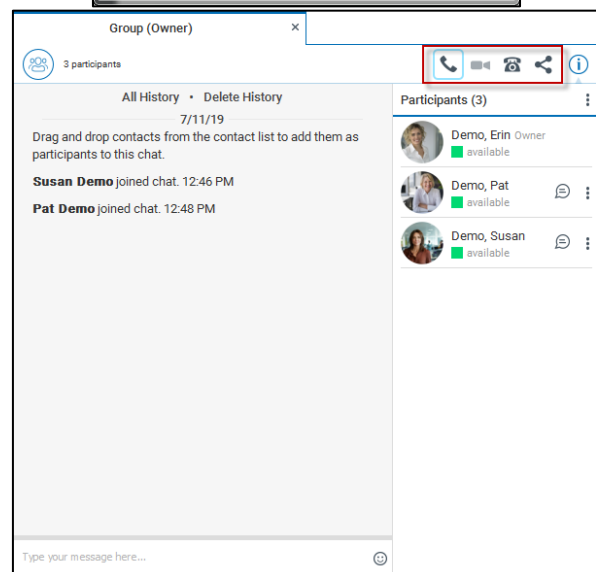 Group (Owner)
3 participants
All History • Delete History
7/11/19
Drag and drop contacts from the contact list to add them as
participants to this chat.
Susan Demo joined chat. 12:46 PM
Pat Demo joined chat. 12:48 PM
Type your message here...
Participants (3)
Demo, Erin Owner
available
Demo, Pat
available
Demo, Susan
available